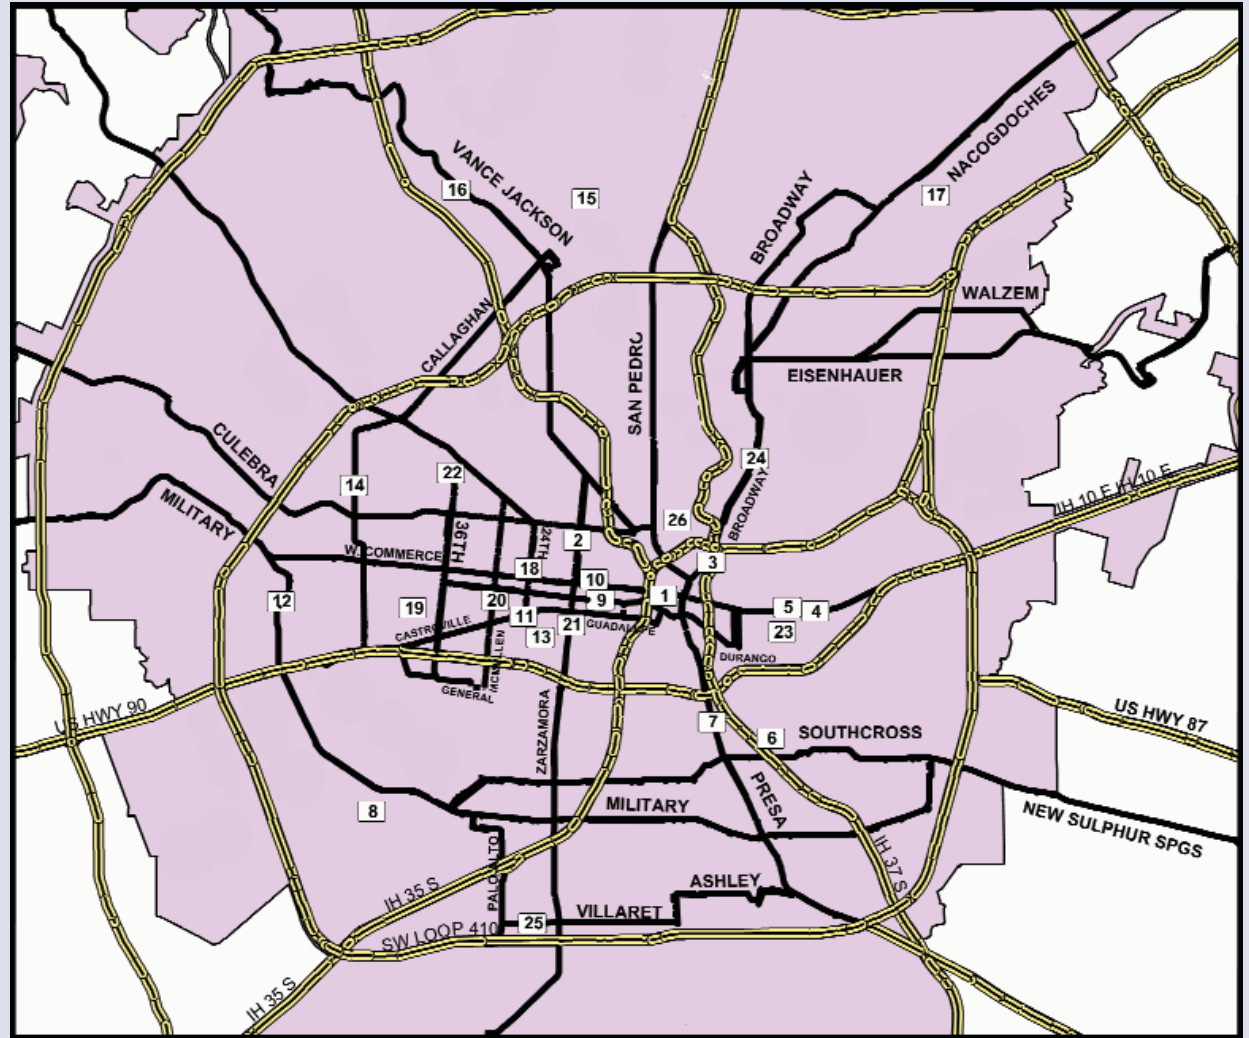 NACOGDOCHES
VANCE JACKSON
16
15
17
BROADWAY
WALZEM
CALLAGHAN
SAN PEDRO
EISENHAUER
CULEBRA
22
24
14
MILITARY
BROADWAY
IH 10 E IH 10 E
26
36TH
24TH
2
W. COMMERCE
3
18
10
12
19
20
9
1
5
4
11
CASTROVILLE
13
21
GUADALUPE
23
MCMULLEN
DURANGO
GENERAL
US HWY 90
ZARZAMORA
7
6
SOUTHCROSS
US HWY 87
8
MILITARY
PRESA
NEW SULPHUR SPGS
PALO ALTO
IH 37 S
IH 35 S
ASHLEY
VILLARET
25
SW LOOP 410
IH 35 S